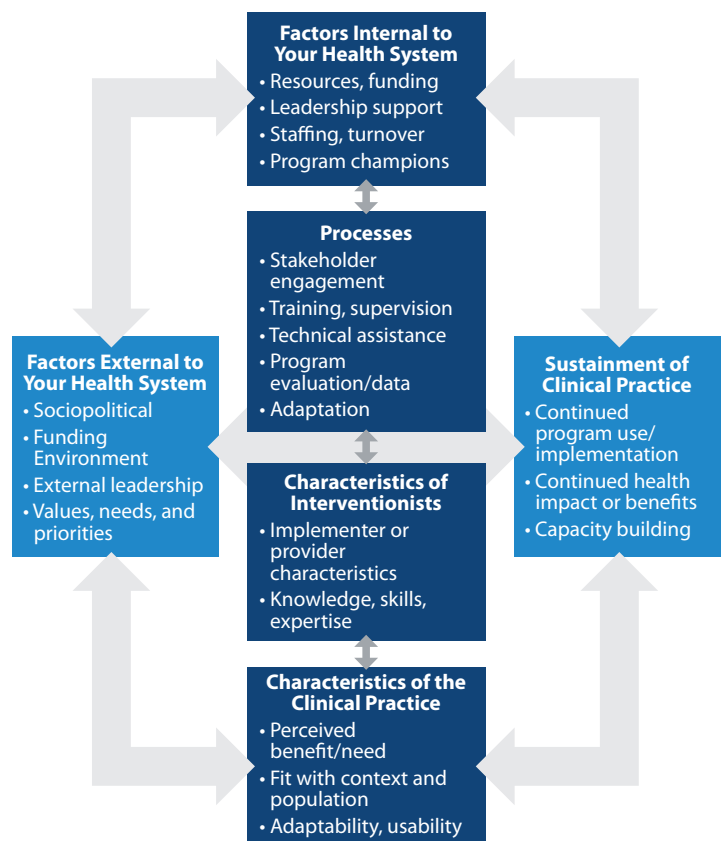 Factors Internal to
Your Health System
• Resources, funding
• Leadership support
• Staffing, turnover
• Program champions
Processes
• Stakeholder
engagement
• Training, supervision
• Technical assistance
• Program
evaluation/data
• Adaptation
Factors External to
Your Health System
• Sociopolitical
• Funding
Environment
• External leadership
• Values, needs, and
priorities
Sustainment of
Clinical Practice
• Continued
program use/
implementation
• Continued health
impact or benefits
• Capacity building
Characteristics of
Interventionists
• Implementer or
provider
characteristics
• Knowledge, skills,
expertise
Characteristics of the
Clinical Practice
• Perceived
benefit/need
• Fit with context and
population
• Adaptability, usability